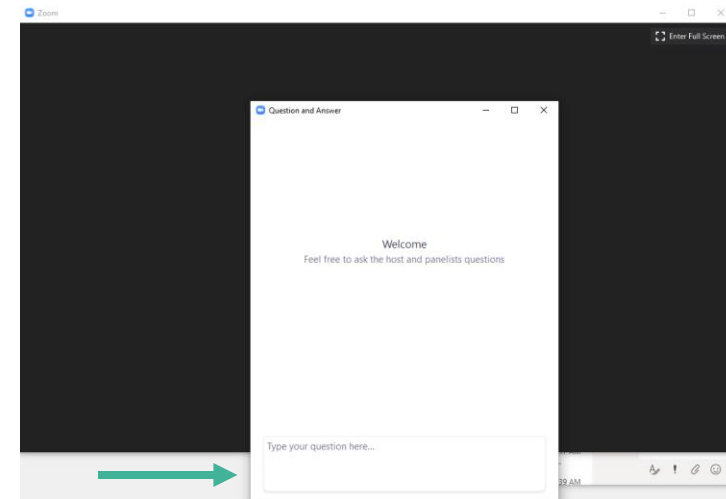 Zoom
Enter Full Screen
Question and Answer
Welcome
Feel free to ask the host and panelists questions
Type your question here...
39 AM